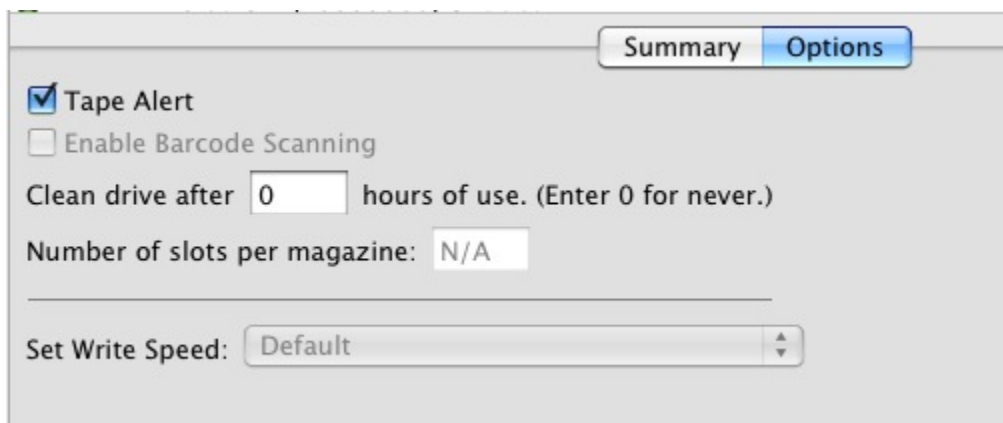 Summary Options
Tape Alert
Enable Barcode Scanning
Clean drive after 0 hours of use. (Enter 0 for never.)
Number of slots per magazine: N/A
Set Write Speed: Default